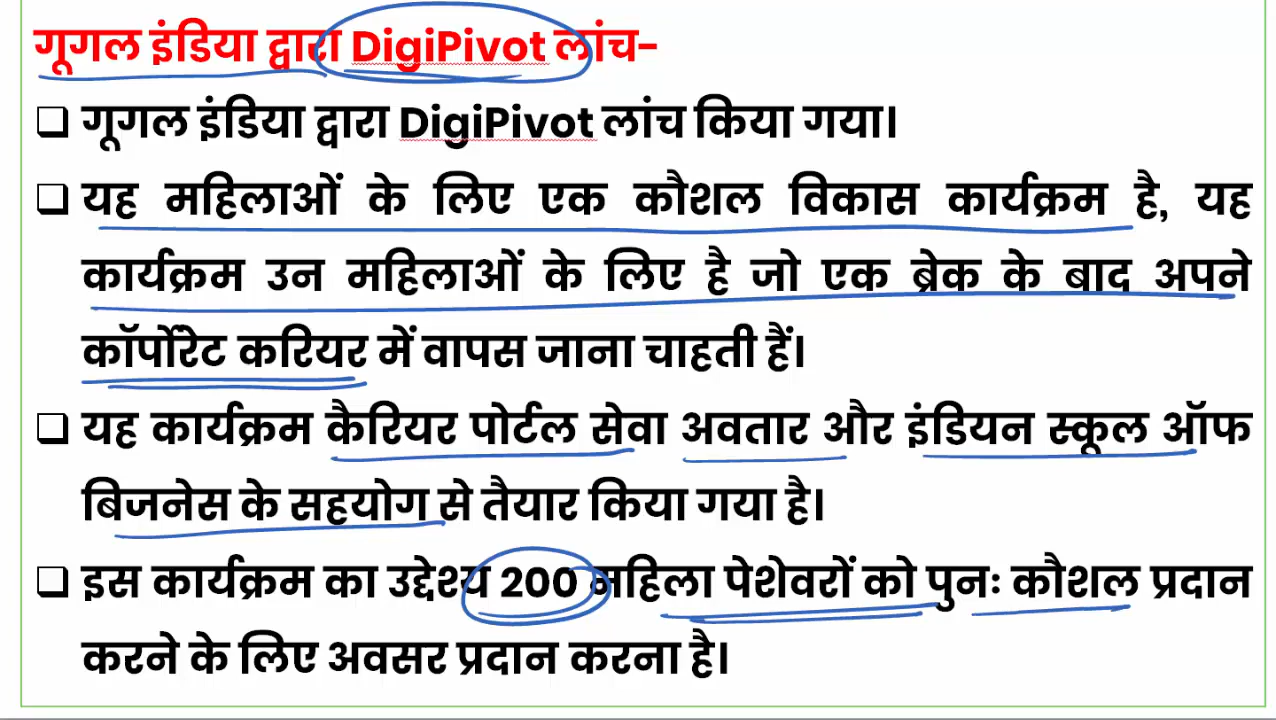 गूगल इंडिया द्वारा DigiPivot लांच-
❑ गूगल इंडिया द्वारा DigiPivot लांच किया गया।
❑ यह महिलाओं के लिए एक कौशल विकास कार्यक्रम है, यह
कार्यक्रम उन महिलाओं के लिए है जो एक ब्रेक के बाद अपने
कॉर्पोरेट करियर में वापस जाना चाहती हैं।
❑ यह कार्यक्रम कैरियर पोर्टल सेवा अवतार और इंडियन स्कूल ऑफ
बिजनेस के सहयोग से तैयार किया गया है।
❑ इस कार्यक्रम का उद्देश्य 200 महिला पेशेवरों को पुनः कौशल प्रदान
करने के लिए अवसर प्रदान करना है।